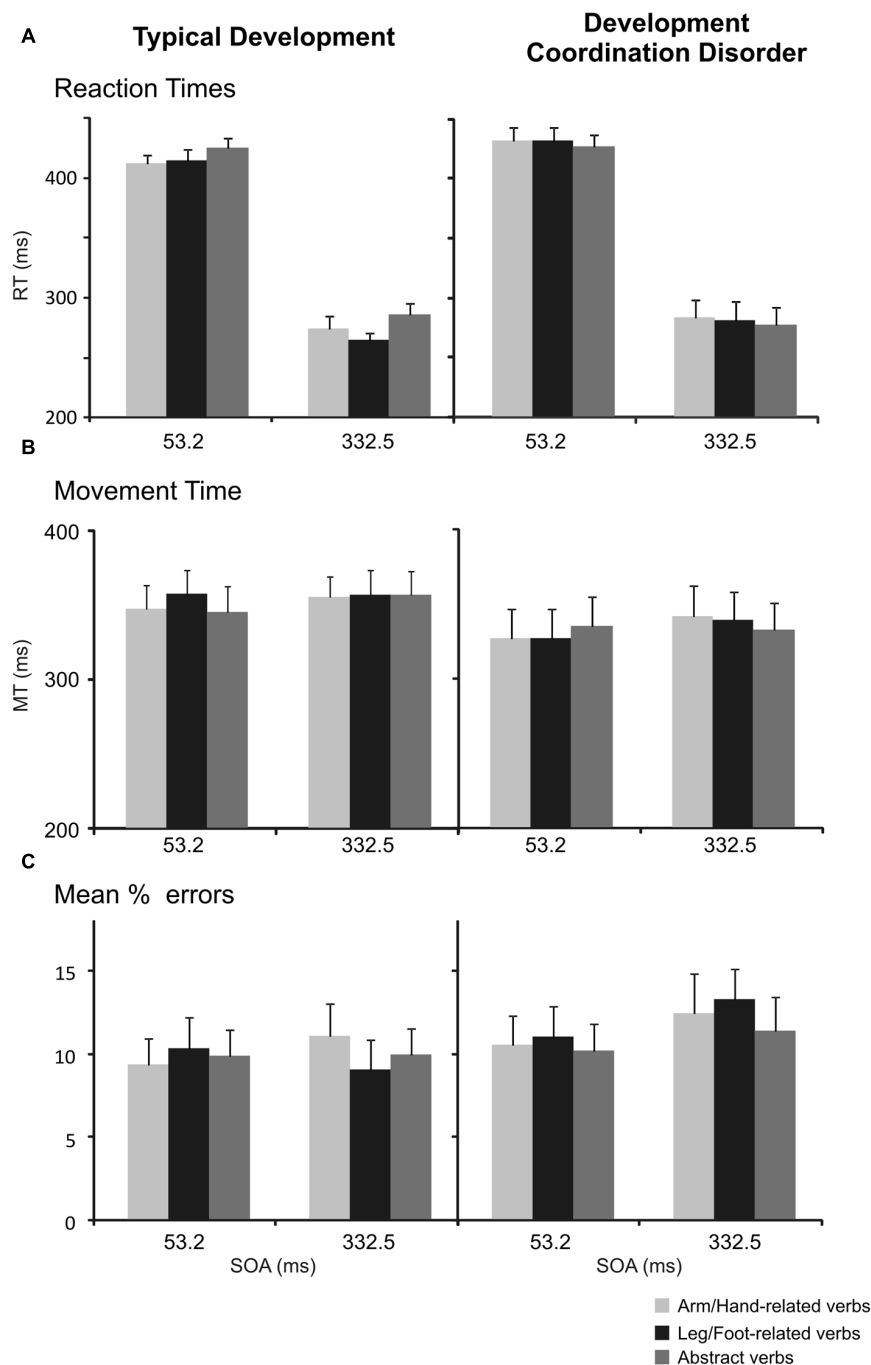 A
Typical Development
Development
Coordination Disorder
Reaction Times
RT (ms)
400
300
200
53.2
332.5
53.2
332.5
B
Movement Time
MT (ms)
400
300
200
53.2
332.5
53.2
332.5
C
Mean % errors
15
10
5
0
53.2
332.5
53.2
332.5
SOA (ms)
SOA (ms)
Arm/Hand-related verbs
Leg/Foot-related verbs
Abstract verbs